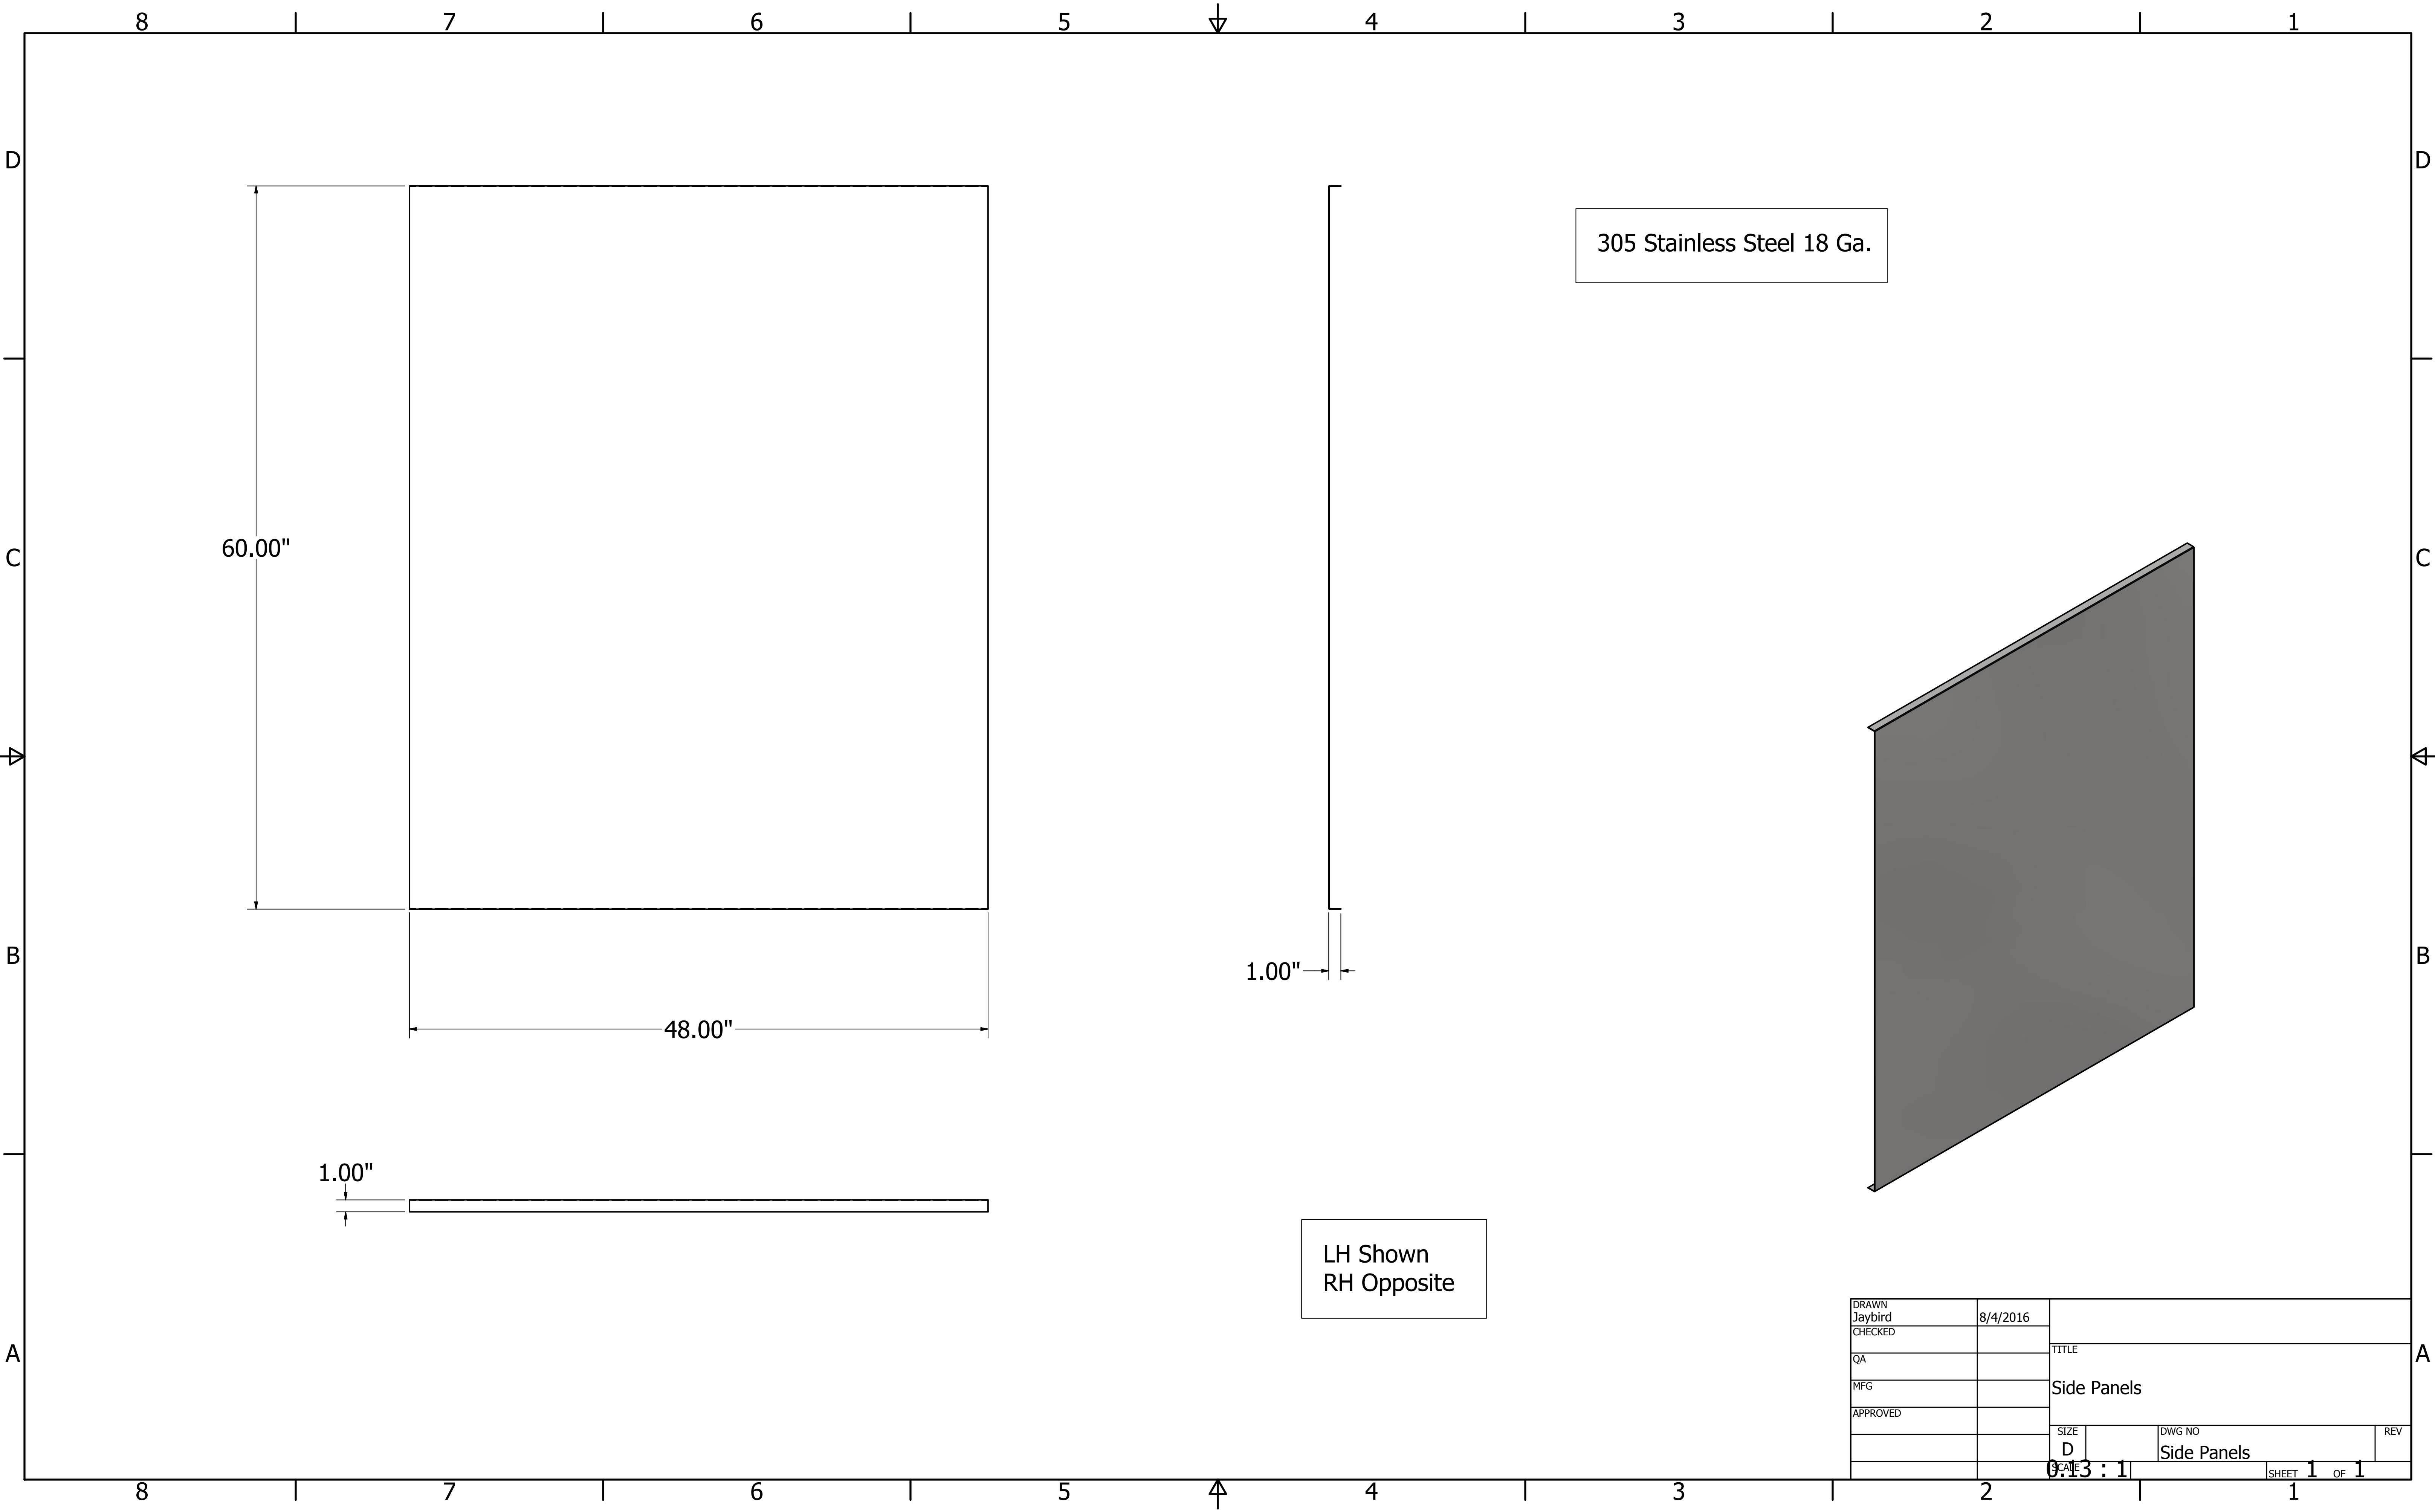 8 7 6 5 4 3 2 1
D D
305 Stainless Steel 18 Ga.
60.00"
C C
B B
1.00"
48.00"
1.00"
LH Shown
RH Opposite
A A
DRAWN
Jaybird 8/4/2016
CHECKED
QA
MFG
APPROVED
TITLE
Side Panels
SIZE
D
DWG NO
Side Panels
REV
SCALE
0.13 : 1
SHEET 1 OF 1
8 7 6 5 4 3 2 1